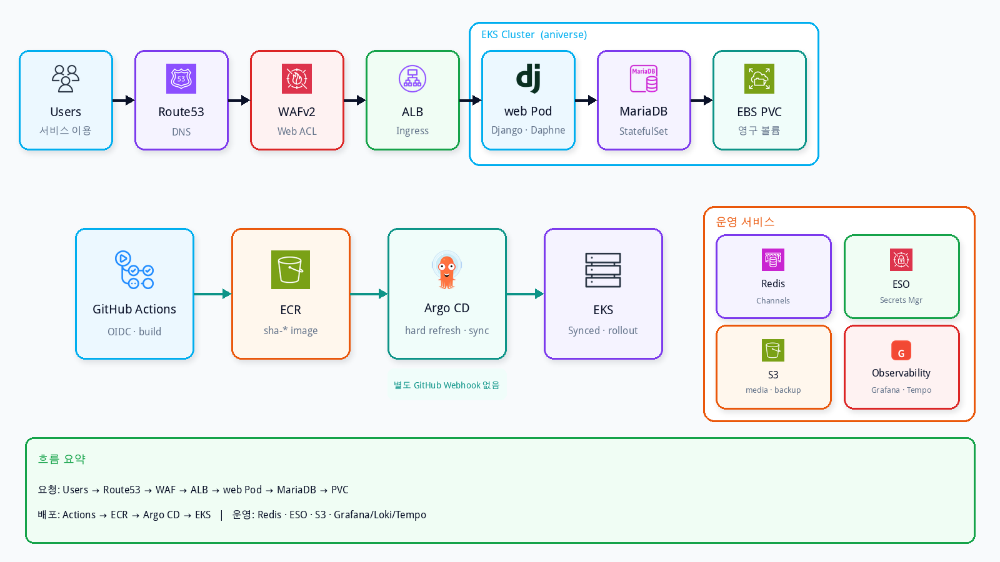 EKS Cluster (aniverse)
Users
서비스 이용
53
Route53
DNS
WAFv2
Web ACL
ALB
Ingress
dj
web Pod
Django · Daphne
MariaDB
MariaDB
StatefulSet
EBS PVC
영구 볼륨
GitHub Actions
OIDC · build
ECR
sha-* image
Argo CD
hard refresh · sync
별도 GitHub Webhook 없음
EKS
Synced · rollout
운영 서비스
Redis
Channels
ESO
Secrets Mgr
S3
media · backup
G
Observability
Grafana · Tempo
흐름 요약
요청: Users → Route53 → WAF → ALB → web Pod → MariaDB → PVC
배포: Actions → ECR → Argo CD → EKS | 운영: Redis · ESO · S3 · Grafana/Loki/Tempo